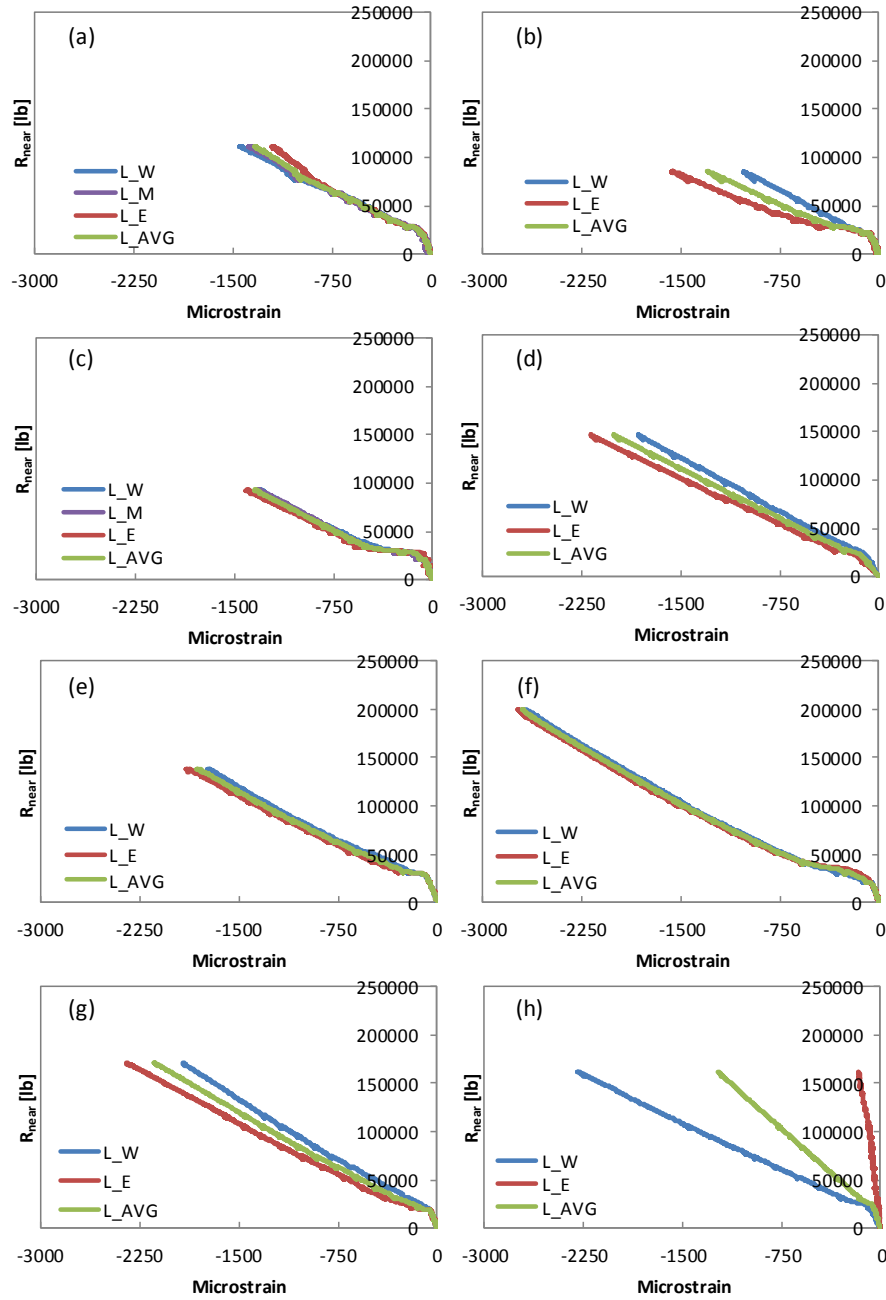 (a)
250000
200000
150000
100000
50000
0
R_near [lb]
L_W
L_M
L_E
L_AVG
-3000 -2250 -1500 -750 0
Microstrain
(b)
250000
200000
150000
100000
50000
0
R_near [lb]
L_W
L_E
L_AVG
-3000 -2250 -1500 -750 0
Microstrain
(c)
250000
200000
150000
100000
50000
0
R_near [lb]
L_W
L_M
L_E
L_AVG
-3000 -2250 -1500 -750 0
Microstrain
(d)
250000
200000
150000
100000
50000
0
R_near [lb]
L_W
L_E
L_AVG
-3000 -2250 -1500 -750 0
Microstrain
(e)
250000
200000
150000
100000
50000
0
R_near [lb]
L_W
L_E
L_AVG
-3000 -2250 -1500 -750 0
Microstrain
(f)
250000
200000
150000
100000
50000
0
R_near [lb]
L_W
L_E
L_AVG
-3000 -2250 -1500 -750 0
Microstrain
(g)
250000
200000
150000
100000
50000
0
R_near [lb]
L_W
L_E
L_AVG
-3000 -2250 -1500 -750 0
Microstrain
(h)
250000
200000
150000
100000
50000
0
R_near [lb]
L_W
L_E
L_AVG
-3000 -2250 -1500 -750 0
Microstrain